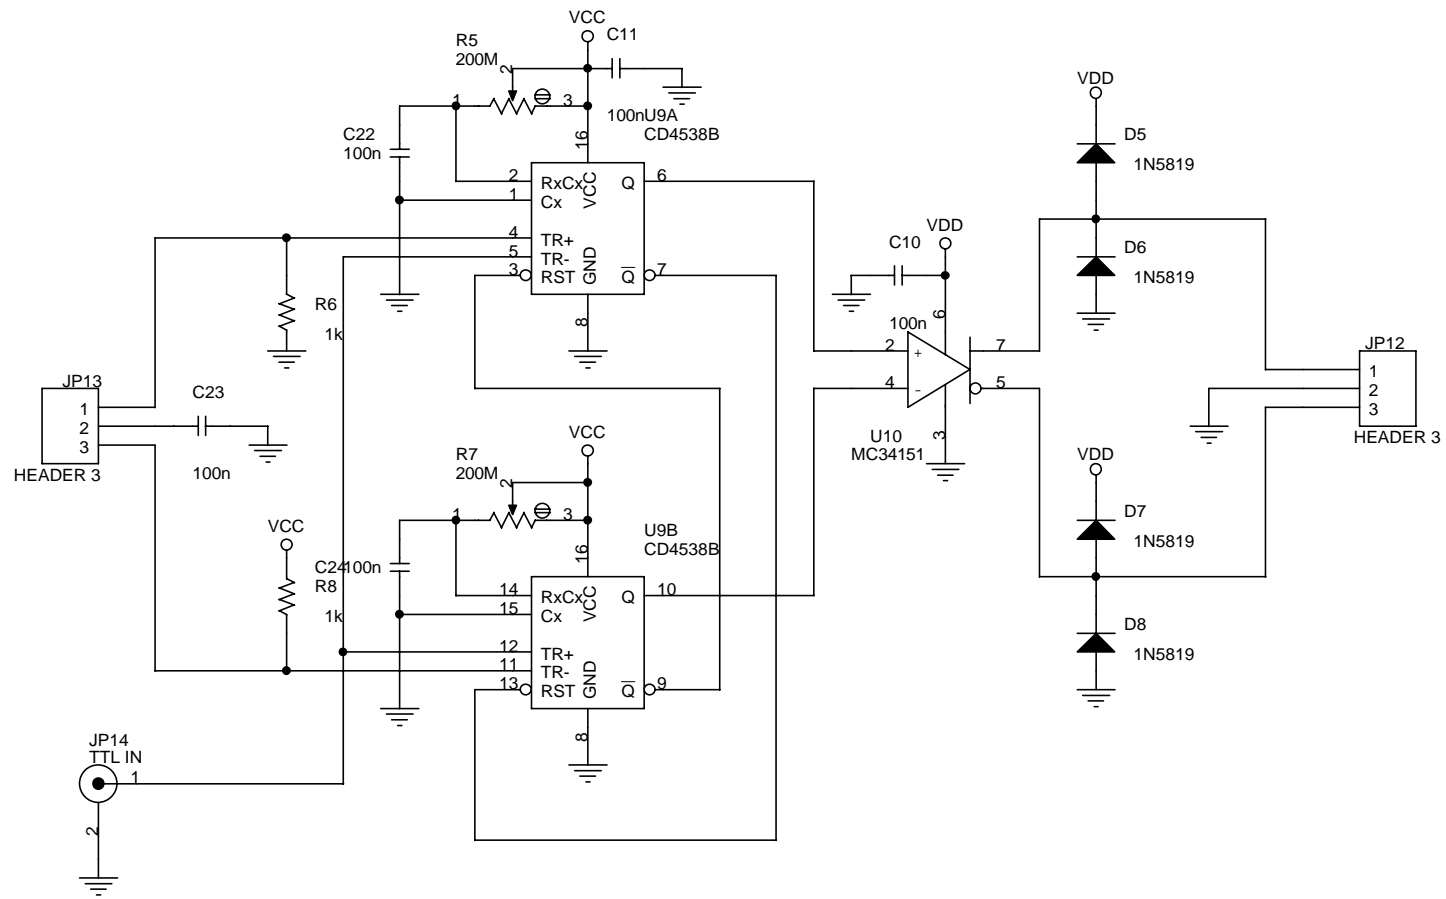 VCC
C11
R5
200M
2
1
3
100n
U9A
CD4538B
C22
100n
16
2
RxCx
VCC
Q
6
1
Cx
4
TR+
5
TR-
3
RST
GND
Q
7
8
R6
1k
JP13
1
2
3
HEADER 3
C23
100n
VCC
R7
200M
2
1
3
U9B
CD4538B
16
VCC
C24
100n
R8
1k
14
RxCx
VCC
Q
10
15
Cx
12
TR+
11
TR-
13
RST
GND
Q
9
8
JP14
TTL IN
1
2
VDD
C10
100n
6
2
+
7
4
-
5
3
U10
MC34151
VDD
D5
1N5819
D6
1N5819
JP12
1
2
3
HEADER 3
VDD
D7
1N5819
D8
1N5819